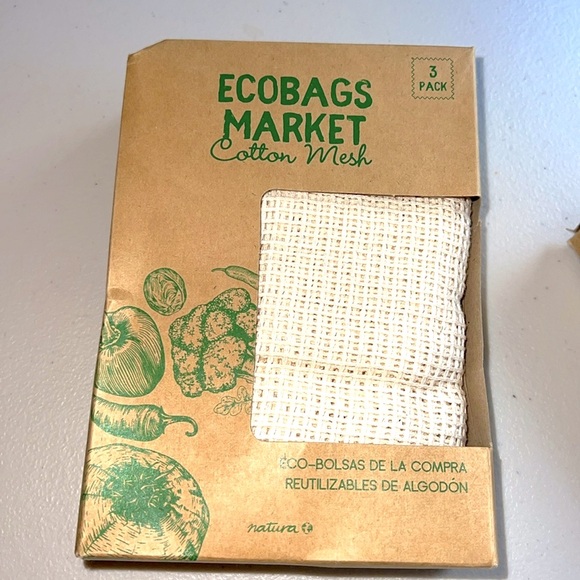 3
PACK
ECOBAGS
MARKET
Cotton Mesh
ECO-BOLSAS DE LA COMPRA
REUTILIZABLES DE ALGODÓN
natura